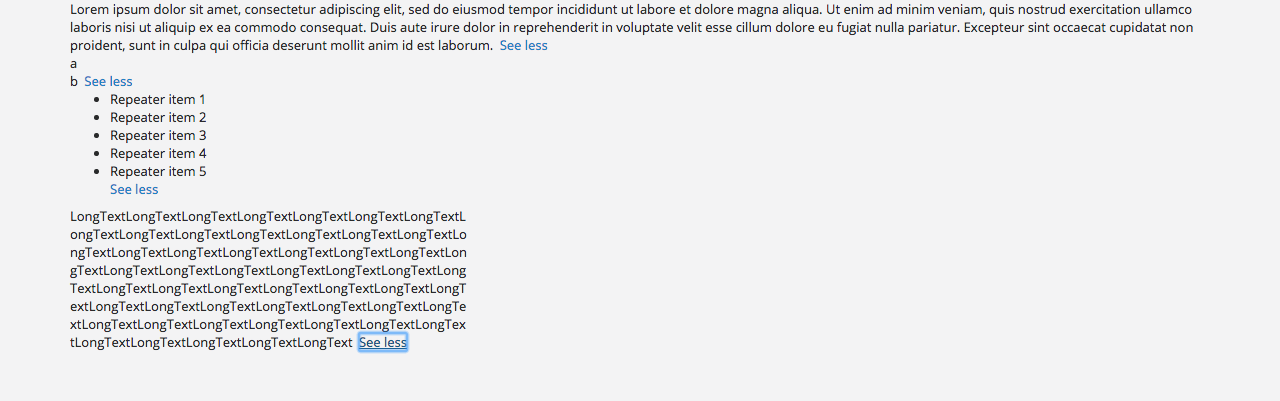 Lorem ipsum dolor sit amet, consectetur adipiscing elit, sed do eiusmod tempor incididunt ut labore et dolore magna aliqua. Ut enim ad minim veniam, quis nostrud exercitation ullamco
laboris nisi ut aliquip ex ea commodo consequat. Duis aute irure dolor in reprehenderit in voluptate velit esse cillum dolore eu fugiat nulla pariatur. Excepteur sint occaecat cupidatat non
proident, sunt in culpa qui officia deserunt mollit anim id est laborum. See less
a
b See less
• Repeater item 1
• Repeater item 2
• Repeater item 3
• Repeater item 4
• Repeater item 5
See less
LongTextLongTextLongTextLongTextLongTextLongTextLongTextL
ongTextLongTextLongTextLongTextLongTextLongTextLongTextLo
ngTextLongTextLongTextLongTextLongTextLongTextLongTextLon
gTextLongTextLongTextLongTextLongTextLongTextLongTextLong
TextLongTextLongTextLongTextLongTextLongTextLongTextLongT
extLongTextLongTextLongTextLongTextLongTextLongTextLongTe
xtLongTextLongTextLongTextLongTextLongTextLongTextLongTex
tLongTextLongTextLongTextLongTextLongText See less